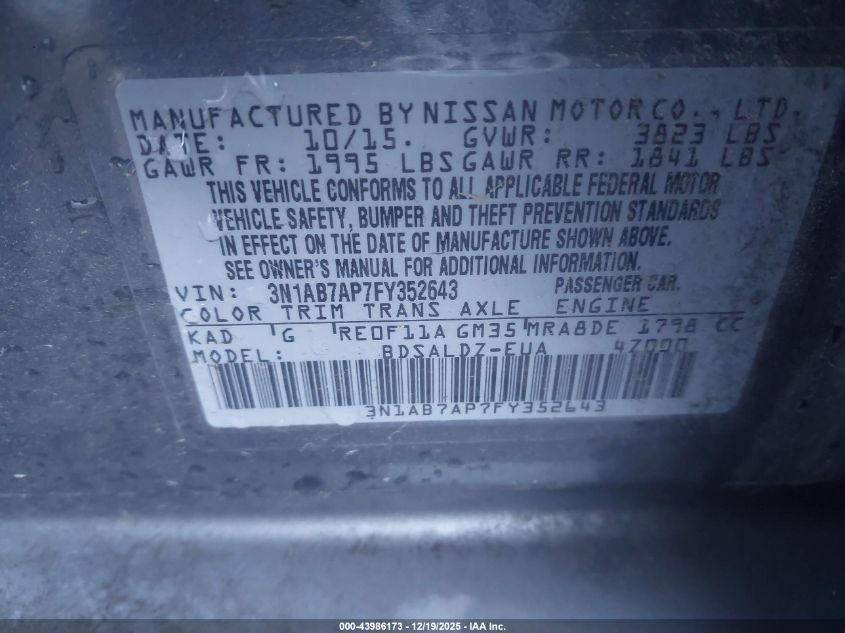 MANUFACTURED BY NISSAN MOTOR CO., LTD.
DATE: 10/15. GVWR: 3823 LBS
GAWR FR: 1995 LBS GAWR RR: 1841 LBS
THIS VEHICLE CONFORMS TO ALL APPLICABLE FEDERAL MOTOR
VEHICLE SAFETY, BUMPER AND THEFT PREVENTION STANDARDS
IN EFFECT ON THE DATE OF MANUFACTURE SHOWN ABOVE.
SEE OWNER'S MANUAL FOR ADDITIONAL INFORMATION.
VIN: 3N1AB7AP7FY352643 PASSENGER CAR.
COLOR TRIM TRANS AXLE ENGINE
KAD G RE0F11A GM35 MRA8DE 1798 CC
MODEL: BDSALDZ-EUA 4Z000
3N1AB7AP7FY352643
000-43986173 - 12/19/2025 - IAA Inc.